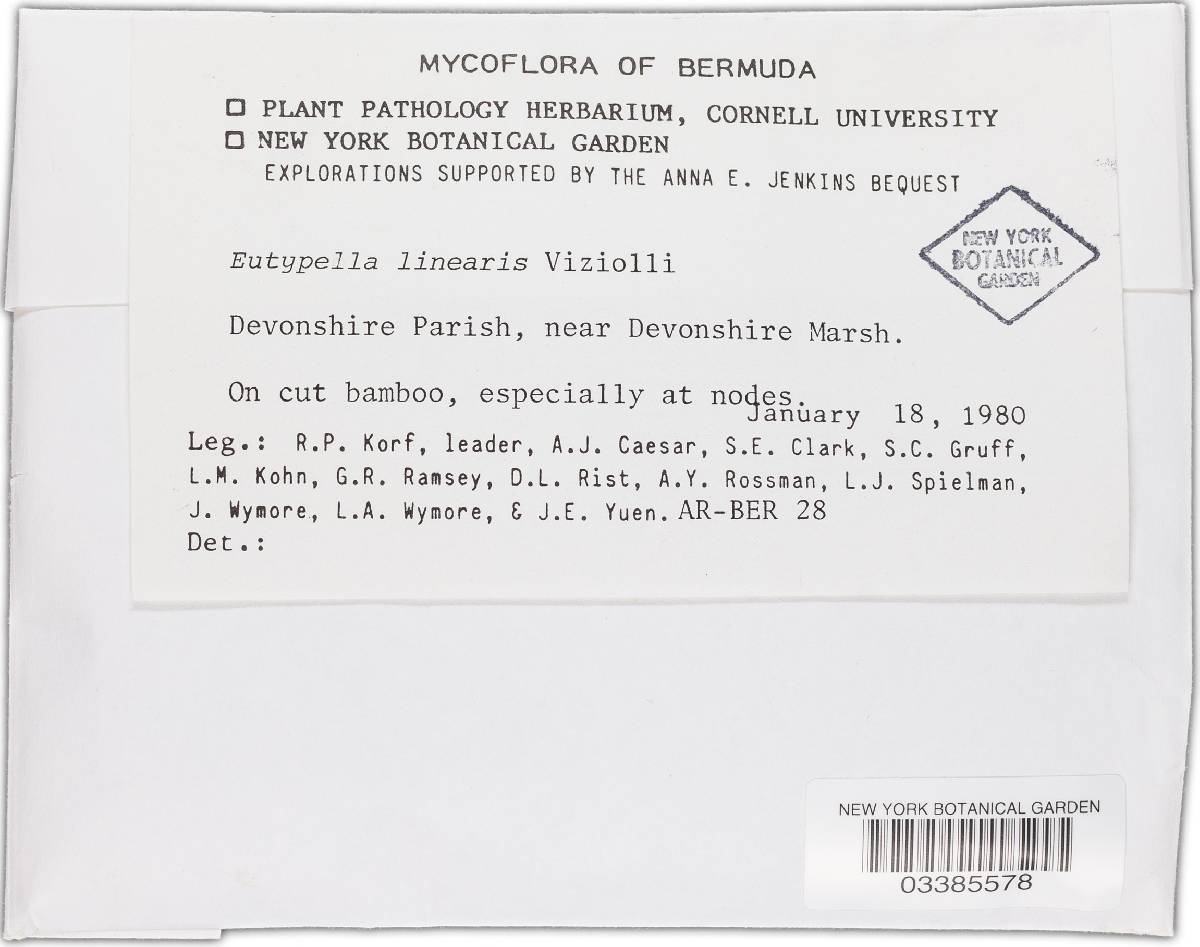 MYCOFLORA OF BERMUDA
☐ PLANT PATHOLOGY HERBARIUM, CORNELL UNIVERSITY
☐ NEW YORK BOTANICAL GARDEN
EXPLORATIONS SUPPORTED BY THE ANNA E. JENKINS BEQUEST
NEW YORK
BOTANICAL
GARDEN
Eutypella linearis Viziolli
Devonshire Parish, near Devonshire Marsh.
On cut bamboo, especially at nodes.
January 18, 1980
Leg.: R.P. Korf, leader, A.J. Caesar, S.E. Clark, S.C. Gruff,
L.M. Kohn, G.R. Ramsey, D.L. Rist, A.Y. Rossman, L.J. Spielman,
J. Wymore, L.A. Wymore, & J.E. Yuen. AR-BER 28
Det.:
NEW YORK BOTANICAL GARDEN
03385578